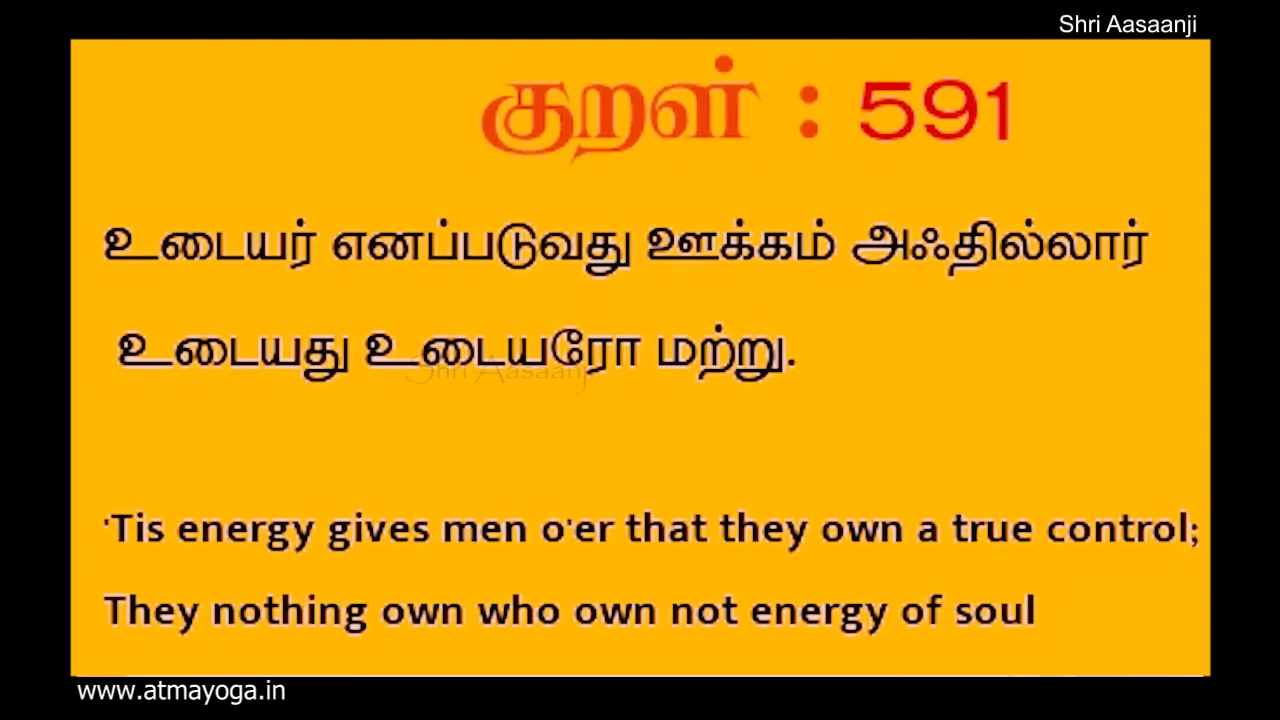 Shri Aasaanji
குறள் : 591
உடையர் எனப்படுவது ஊக்கம் அஃதில்லார்
உடையது உடையரோ மற்று.
Shri Aasaanji
'Tis energy gives men o'er that they own a true control;
They nothing own who own not energy of soul
www.atmayoga.in